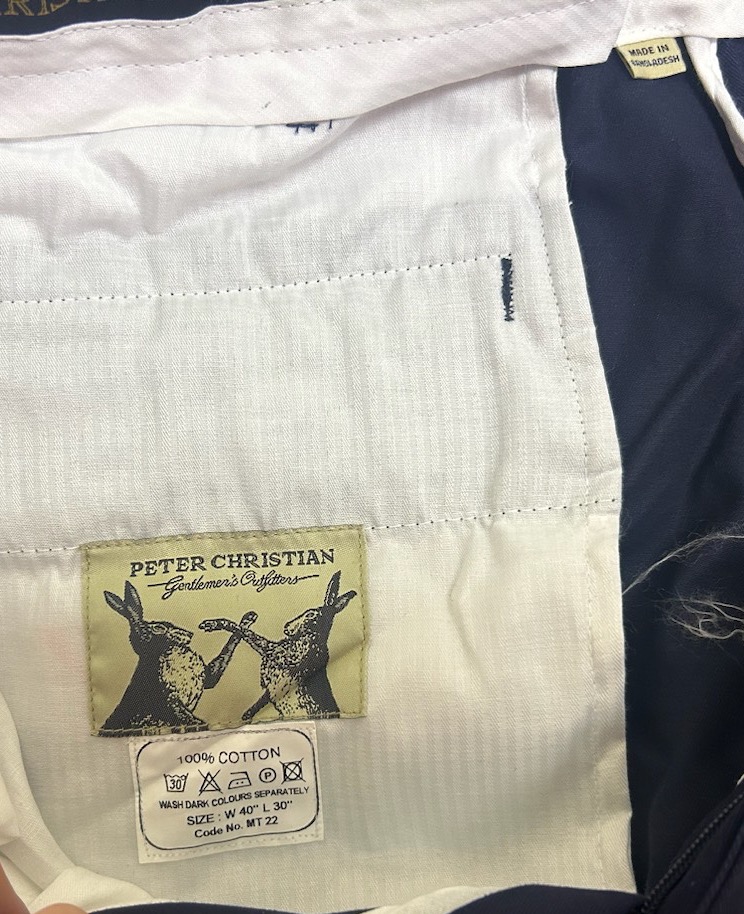 MADE IN
BANGLADESH
PETER CHRISTIAN
Gentlemen's Outfitters
100% COTTON
30 P
WASH DARK COLOURS SEPARATELY
SIZE : W 40" L 30"
Code No. MT 22